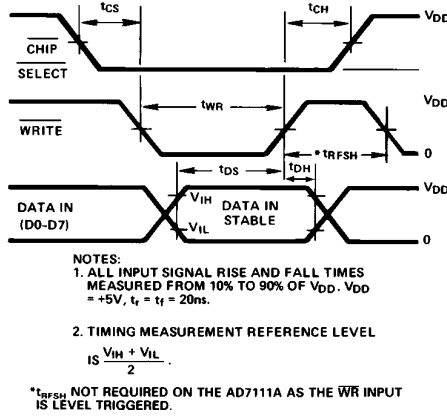 tCS
tCH
VDD
CHIP
SELECT
tWR
VDD
WRITE
*tRFSH
0
tDS
tDH
VDD
DATA IN
(D0-D7)
VIH
VIL
DATA IN
STABLE
0
NOTES:
1. ALL INPUT SIGNAL RISE AND FALL TIMES
MEASURED FROM 10% TO 90% OF VDD. VDD
= +5V, tr = tf = 20ns.
2. TIMING MEASUREMENT REFERENCE LEVEL
IS VIH + VIL / 2 .
*tRFSH NOT REQUIRED ON THE AD7111A AS THE WR INPUT
IS LEVEL TRIGGERED.